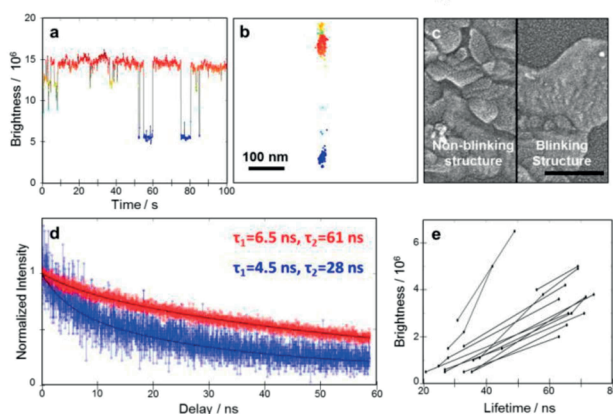 a
Brightness / 10⁶
20
15
10
5
0
0 20 40 60 80 100
Time / s
b
100 nm
c
Non-blinking
structure
Blinking
Structure
d
τ₁=6.5 ns, τ₂=61 ns
τ₁=4.5 ns, τ₂=28 ns
Normalized Intensity
1
0
0 10 20 30 40 50 60
Delay / ns
e
Brightness / 10⁶
6
4
2
0
20 40 60
Lifetime / ns